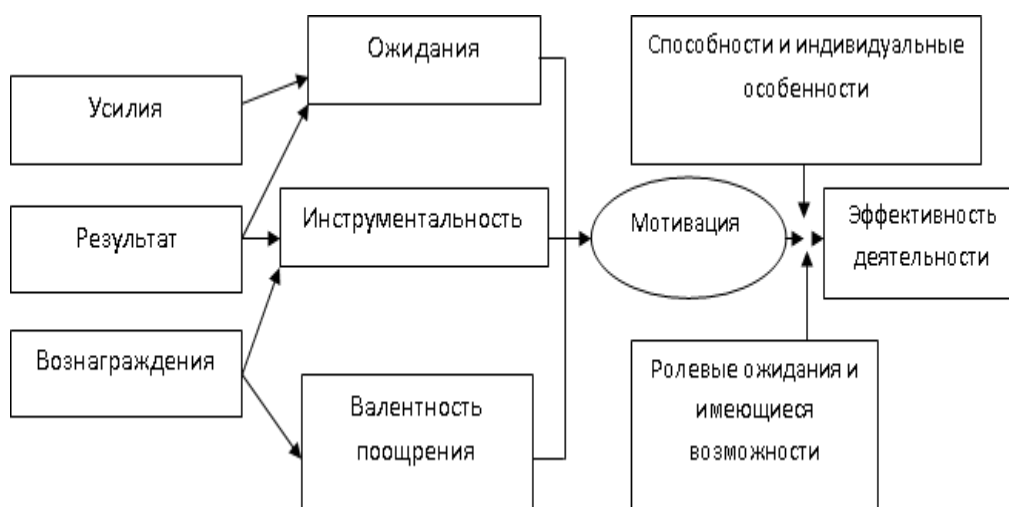 Усилия
Результат
Вознаграждения
Ожидания
Инструментальность
Валентность
поощрения
Мотивация
Способности и индивидуальные
особенности
Эффективность
деятельности
Ролевые ожидания и
имеющиеся
возможности